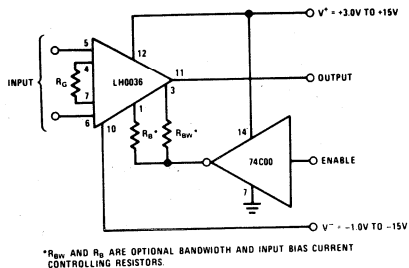 V+ = +3.0V TO +15V
12
5
4
INPUT
RG
LH0036
11
OUTPUT
3
7
6
10
1
RB*
RBW*
14
74C00
ENABLE
7
V- = -1.0V TO -15V
*RBW AND RB ARE OPTIONAL BANDWIDTH AND INPUT BIAS CURRENT
CONTROLLING RESISTORS.